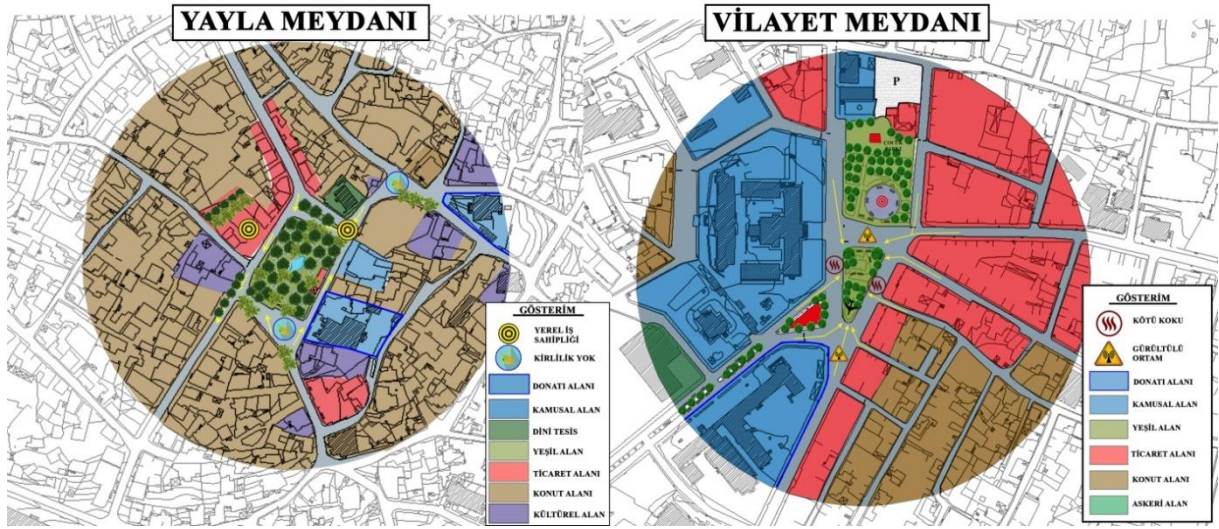 YAYLA MEYDANI
GÖSTERİM
YEREL İŞ
SAHİPLİĞİ
KİRLİLİK YOK
DONATI ALANI
KAMUSAL ALAN
DİNİ TESİS
YEŞİL ALAN
TİCARET ALANI
KONUT ALANI
KÜLTÜREL ALAN
VİLAYET MEYDANI
P
ÇOCUK
GÖSTERİM
KÖTÜ KOKU
GÜRÜLTÜLÜ
ORTAM
DONATI ALANI
KAMUSAL ALAN
YEŞİL ALAN
TİCARET ALANI
KONUT ALANI
ASKERİ ALAN